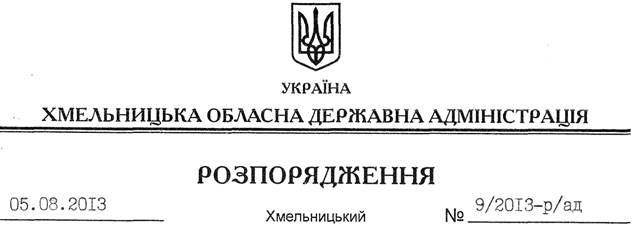 УКРАЇНА
ХМЕЛЬНИЦЬКА ОБЛАСНА ДЕРЖАВНА АДМІНІСТРАЦІЯ
РОЗПОРЯДЖЕННЯ
05.08.2013 Хмельницький № 9/2013-р/ад